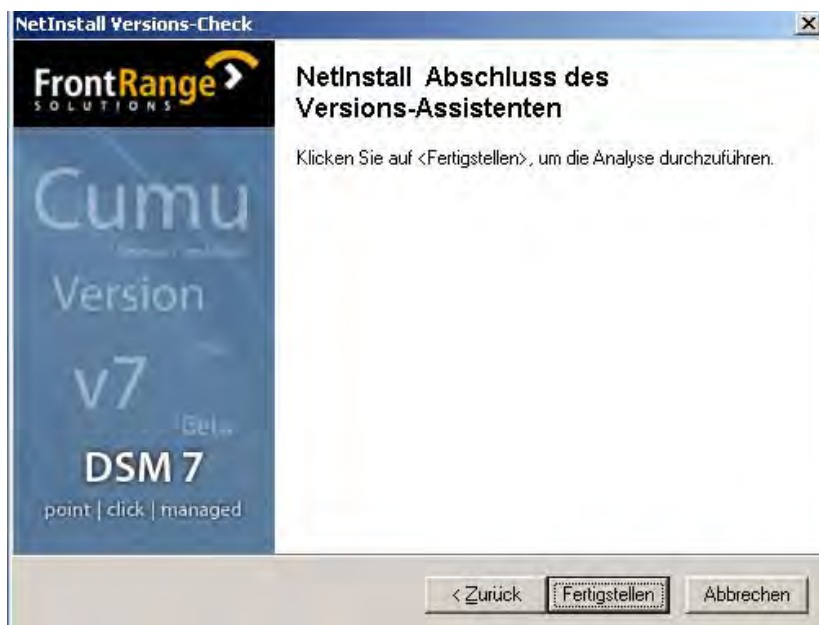 NetInstall Versions-Check
FrontRange
SOLUTIONS
NetInstall Abschluss des
Versions-Assistenten
Klicken Sie auf <Fertigstellen>, um die Analyse durchzuführen.
Cumu
Version
v7
DSM 7
point | click | managed
< Zurück
Fertigstellen
Abbrechen